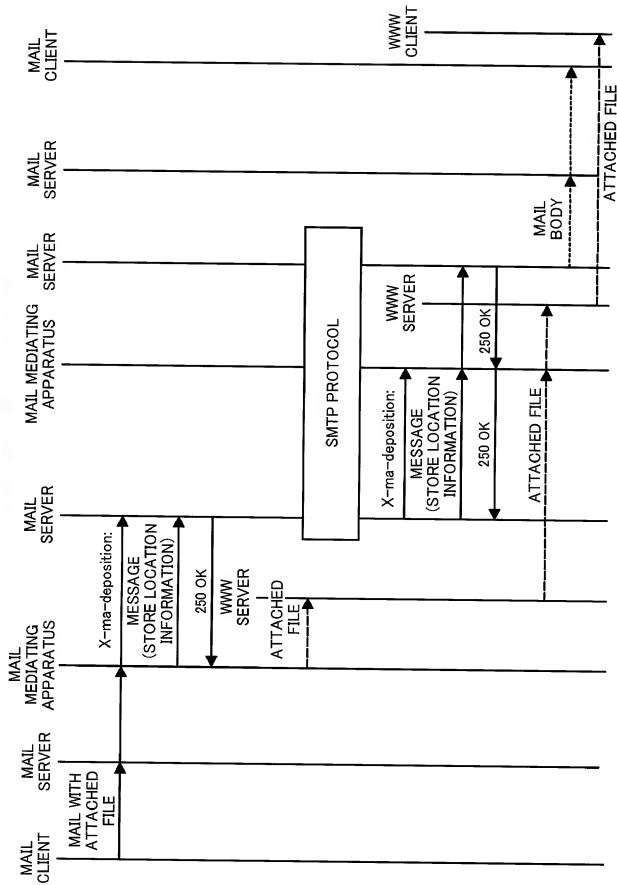 MAIL
CLIENT
MAIL
SERVER
MAIL
MEDIATING
APPARATUS
MAIL
SERVER
MAIL MEDIATING
APPARATUS
MAIL
SERVER
MAIL
SERVER
MAIL
CLIENT
WWW
CLIENT
MAIL WITH
ATTACHED
FILE
X-ma-deposition:
MESSAGE
(STORE LOCATION
INFORMATION)
250 OK
WWW
SERVER
ATTACHED
FILE
SMTP PROTOCOL
X-ma-deposition:
MESSAGE
(STORE LOCATION
INFORMATION)
250 OK
WWW
SERVER
250 OK
ATTACHED FILE
MAIL
BODY
ATTACHED FILE